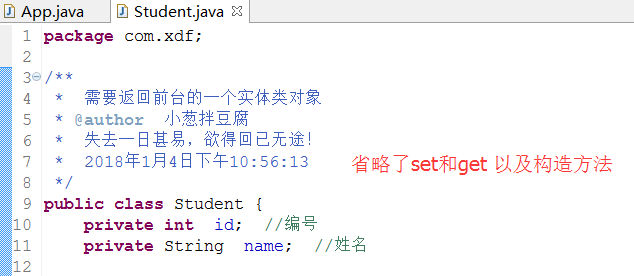 App.java Student.java
1 package com.xdf;
2
3 /**
4 * 需要返回前台的一个实体类对象
5 * @author 小葱拌豆腐
6 * 失去一日甚易，欲得回已无途!
7 * 2018年1月4日下午10:56:13 省略了set和get 以及构造方法
8 */
9 public class Student {
10 private int id; //编号
11 private String name; //姓名
12